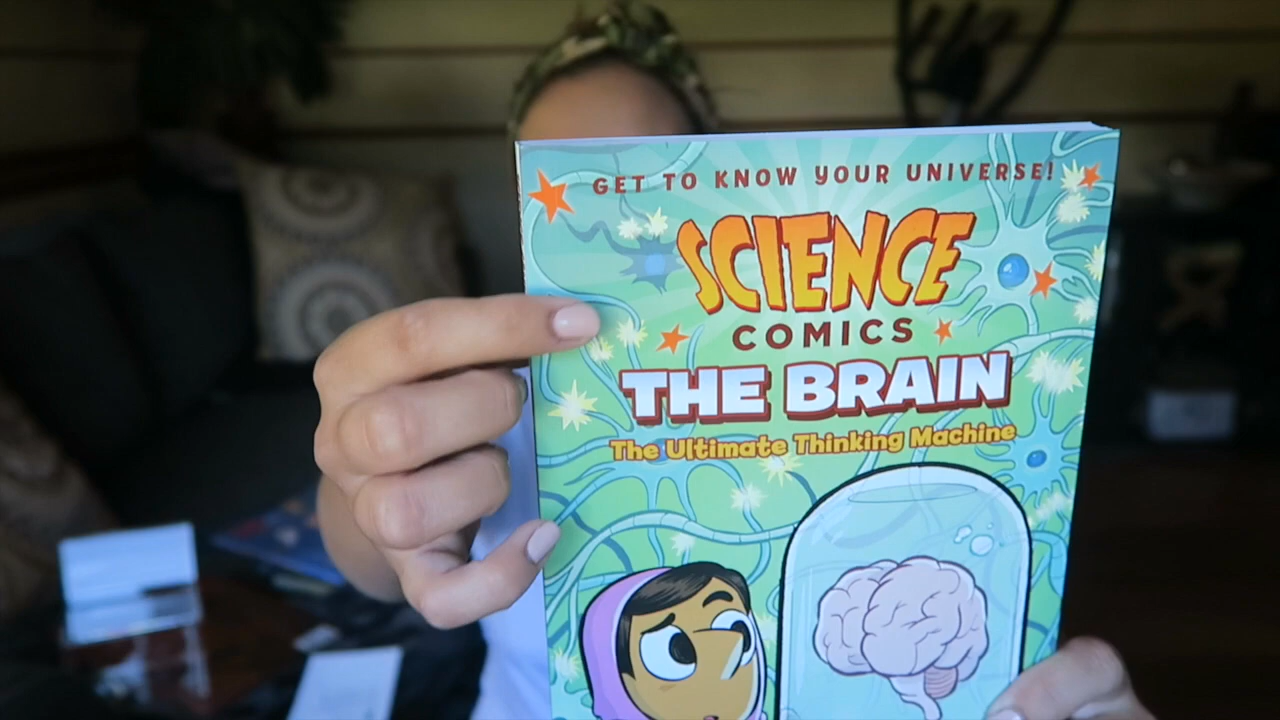 GET TO KNOW YOUR UNIVERSE!
SCIENCE
COMICS
THE BRAIN
The Ultimate Thinking Machine